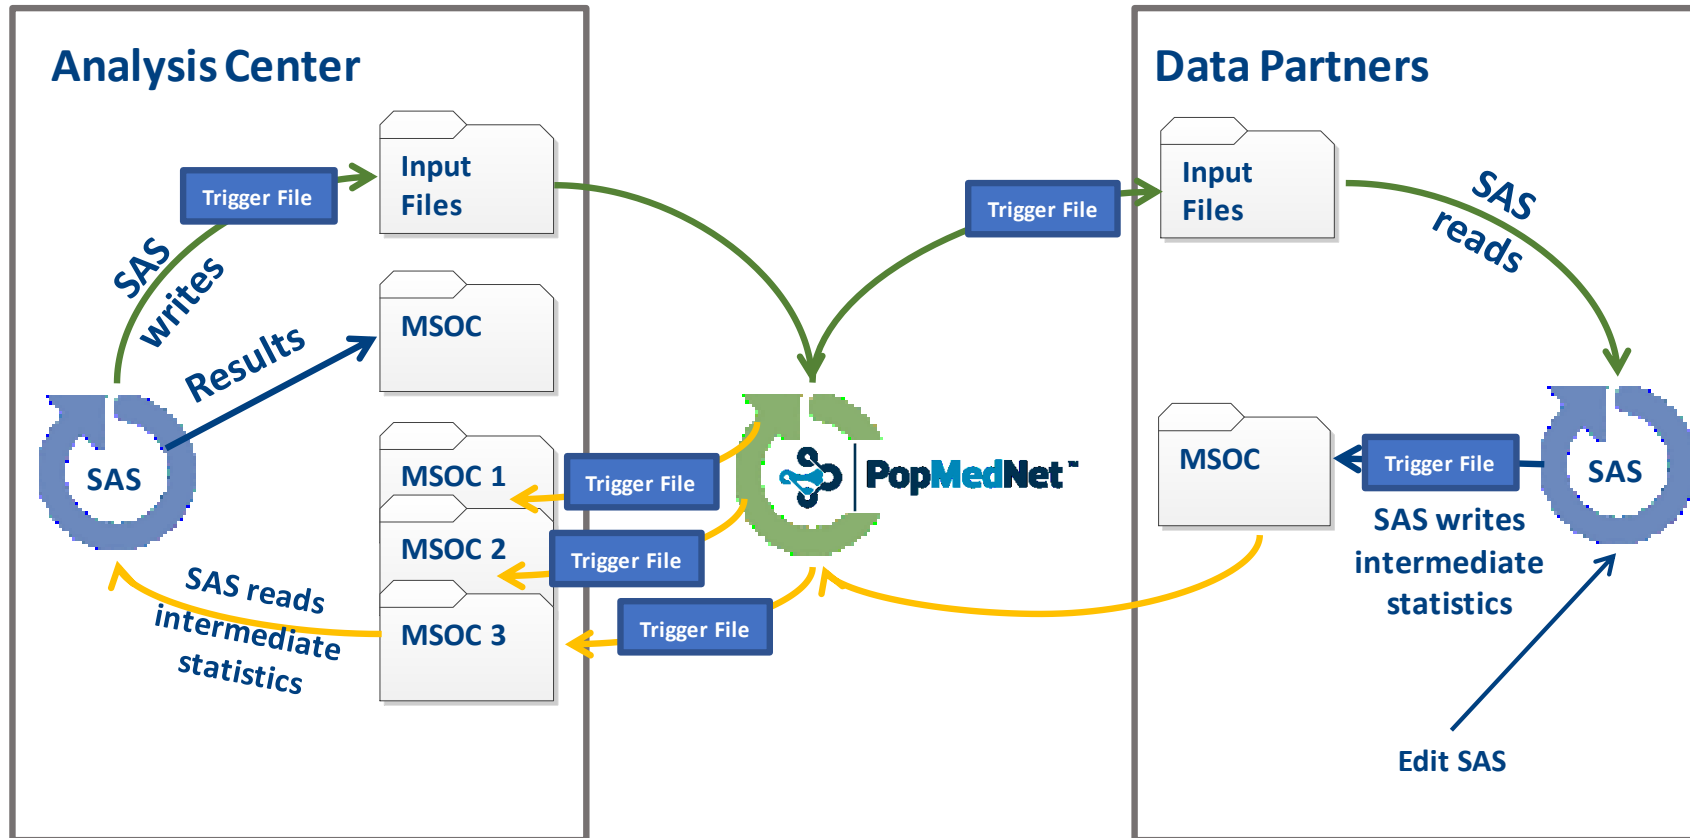 Analysis Center
Trigger File
Input
Files
SAS
writes
Results
MSOC
SAS
MSOC 1
MSOC 2
MSOC 3
SAS reads
intermediate
statistics
Trigger File
Trigger File
Trigger File
PopMedNet™
Data Partners
Trigger File
Input
Files
SAS
reads
MSOC
Trigger File
SAS
SAS writes
intermediate
statistics
Edit SAS